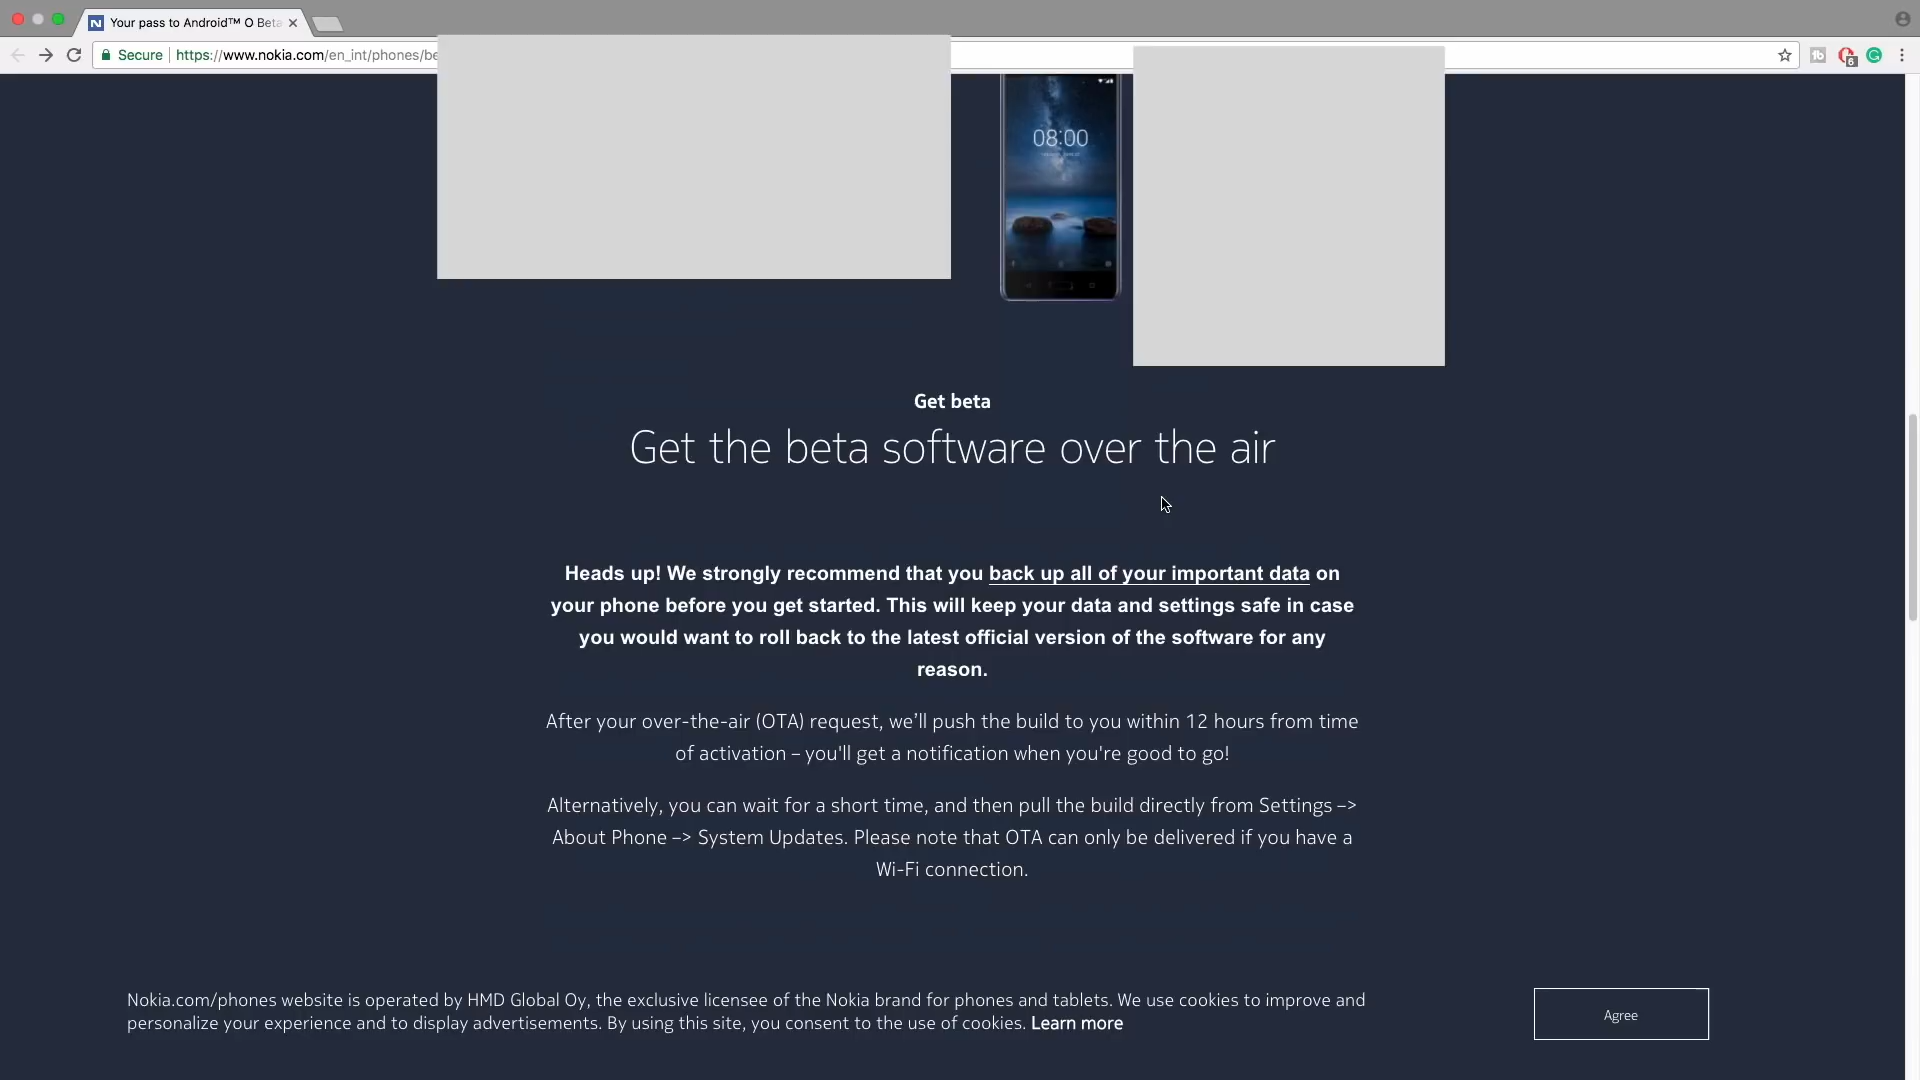 Your pass to Android™ O Beta
Secure
https://www.nokia.com/en_int/phones/be
6
08:00
Get beta
Get the beta software over the air
Heads up! We strongly recommend that you back up all of your important data on
your phone before you get started. This will keep your data and settings safe in case
you would want to roll back to the latest official version of the software for any
reason.
After your over-the-air (OTA) request, we’ll push the build to you within 12 hours from time
of activation – you'll get a notification when you're good to go!
Alternatively, you can wait for a short time, and then pull the build directly from Settings –>
About Phone –> System Updates. Please note that OTA can only be delivered if you have a
Wi-Fi connection.
Nokia.com/phones website is operated by HMD Global Oy, the exclusive licensee of the Nokia brand for phones and tablets. We use cookies to improve and
personalize your experience and to display advertisements. By using this site, you consent to the use of cookies. Learn more
Agree